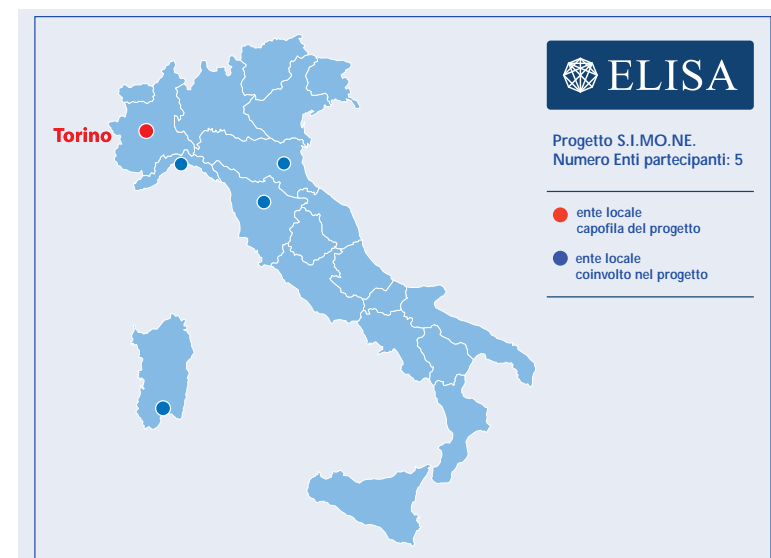 ELISA
Torino
Progetto S.I.MO.NE.
Numero Enti partecipanti: 5
ente locale
capofila del progetto
ente locale
coinvolto nel progetto